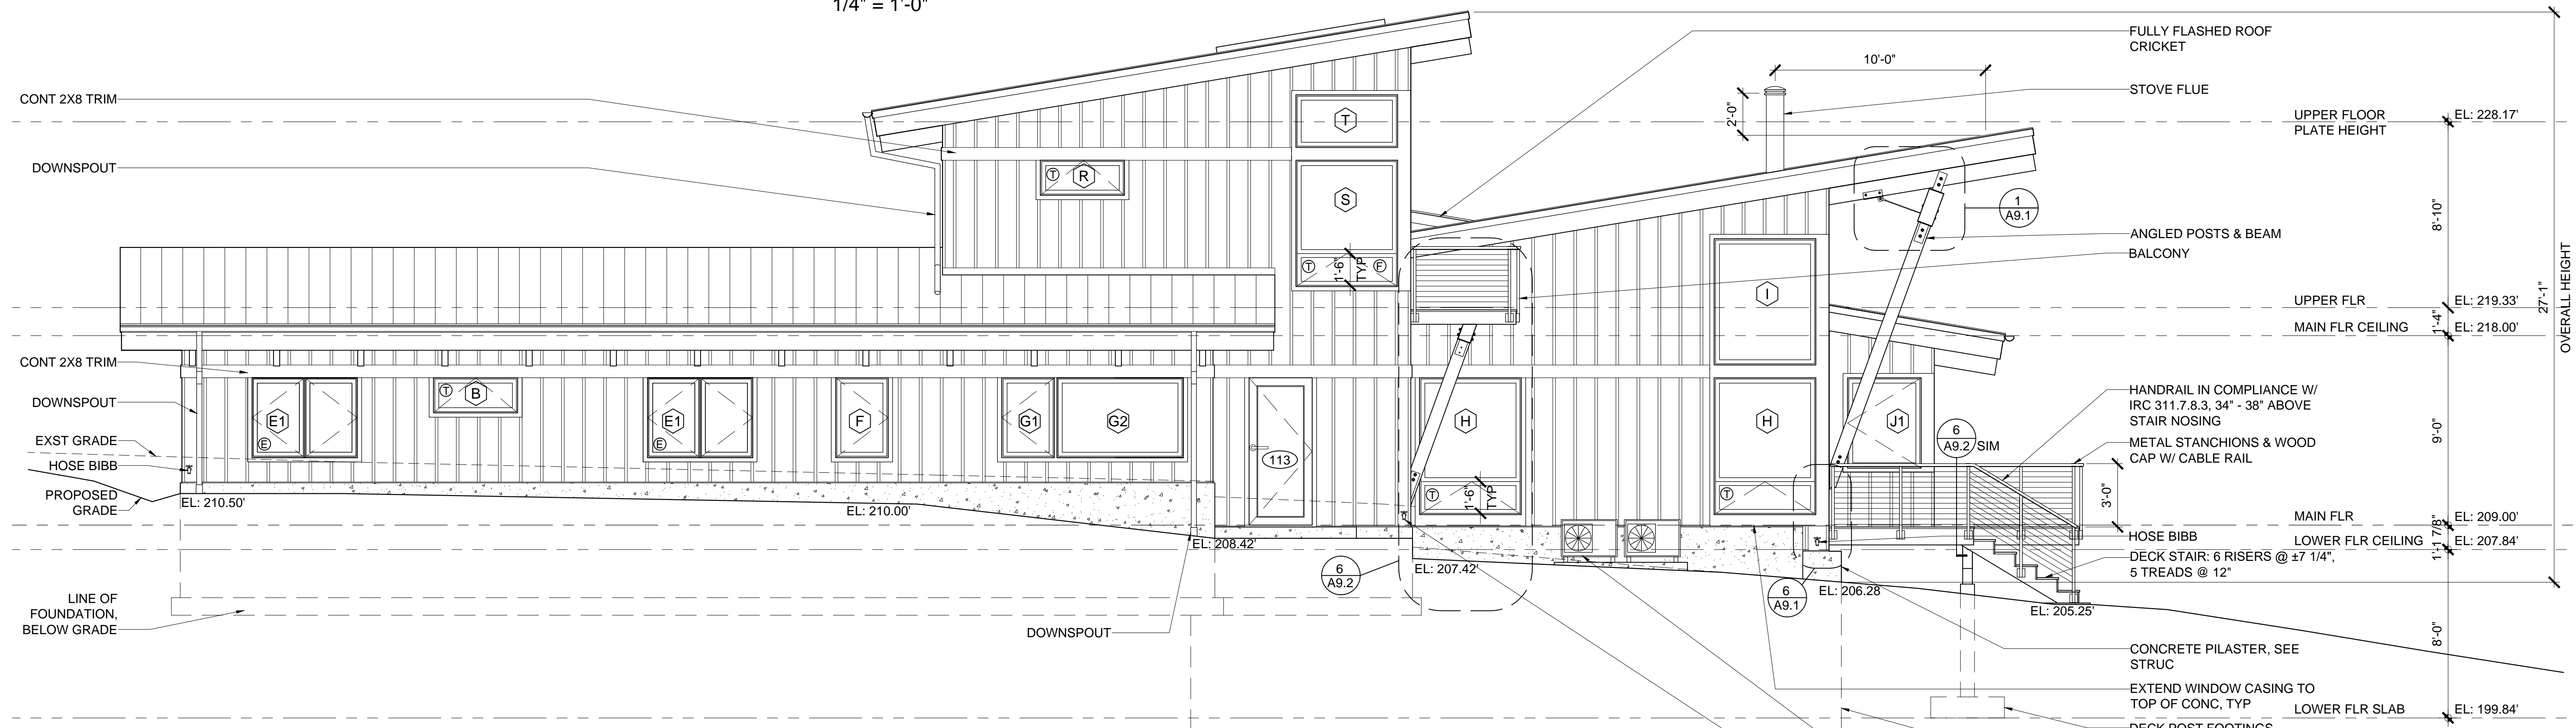 1/4" = 1'-0"
CONT 2X8 TRIM
DOWNSPOUT
CONT 2X8 TRIM
DOWNSPOUT
EXST GRADE
HOSE BIBB
PROPOSED
GRADE
LINE OF
FOUNDATION,
BELOW GRADE
EL: 210.50'
EL: 210.00'
EL: 208.42'
EL: 207.42'
EL: 206.28
EL: 205.25'
DOWNSPOUT
E1
E
T
B
E1
E
F
G1
G2
113
T
R
T
S
T
F
1'-6"
TYP
H
T
1'-6"
TYP
I
H
T
J1
6
A9.2
6
A9.1
1
A9.1
6
A9.2
SIM
2'-0"
10'-0"
FULLY FLASHED ROOF
CRICKET
STOVE FLUE
ANGLED POSTS & BEAM
BALCONY
HANDRAIL IN COMPLIANCE W/
IRC 311.7.8.3, 34" - 38" ABOVE
STAIR NOSING
METAL STANCHIONS & WOOD
CAP W/ CABLE RAIL
3'-0"
HOSE BIBB
DECK STAIR: 6 RISERS @ ±7 1/4",
5 TREADS @ 12"
CONCRETE PILASTER, SEE
STRUC
EXTEND WINDOW CASING TO
TOP OF CONC, TYP
DECK POST FOOTINGS
UPPER FLOOR
PLATE HEIGHT
EL: 228.17'
8'-10"
UPPER FLR
EL: 219.33'
1'-4"
MAIN FLR CEILING
EL: 218.00'
9'-0"
MAIN FLR
EL: 209.00'
1'-1 7/8"
LOWER FLR CEILING
EL: 207.84'
8'-0"
LOWER FLR SLAB
EL: 199.84'
27'-1"
OVERALL HEIGHT